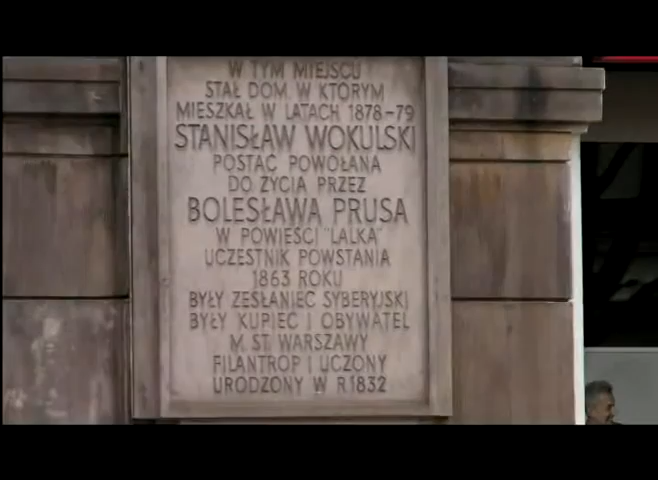 W TYM MIEJSCU
STAŁ DOM, W KTÓRYM
MIESZKAŁ W LATACH 1878-79
STANISŁAW WOKULSKI
POSTAĆ POWOŁANA
DO ŻYCIA PRZEZ
BOLESŁAWA PRUSA
W POWIEŚCI "LALKA"
UCZESTNIK POWSTANIA
1863 ROKU
BYŁY ZESŁANIEC SYBERYJSKI
BYŁY KUPIEC I OBYWATEL
M. ST. WARSZAWY
FILANTROP I UCZONY
URODZONY W R.1832